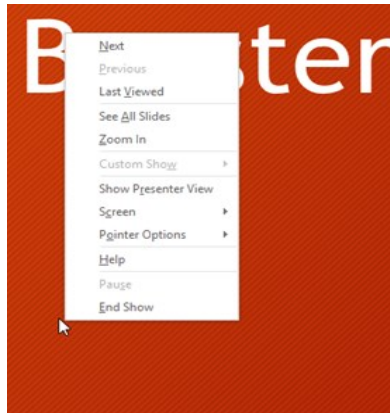 Next
Previous
Last Viewed
See All Slides
Zoom In
Custom Show
Show Presenter View
Screen
Pointer Options
Help
Pause
End Show